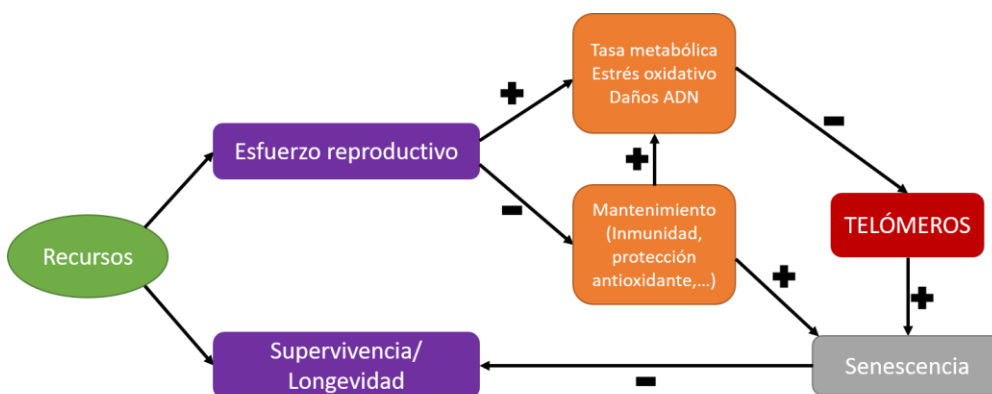 Tasa metabólica
Estrés oxidativo
Daños ADN
+
-
Esfuerzo reproductivo
+
-
Mantenimiento
(Inmunidad,
protección
antioxidante,...)
TELÓMEROS
Recursos
+
+
Supervivencia/
Longevidad
-
Senescencia